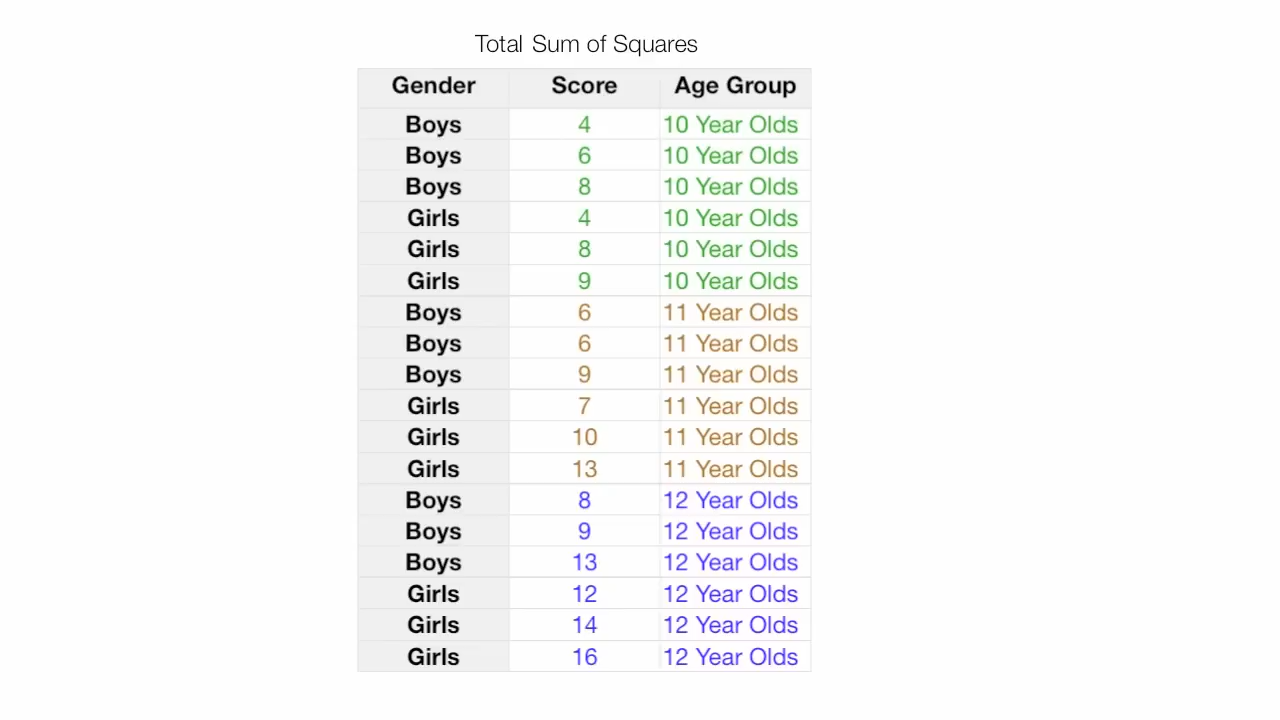 Total Sum of Squares
Gender Score Age Group
Boys 4 10 Year Olds
Boys 6 10 Year Olds
Boys 8 10 Year Olds
Girls 4 10 Year Olds
Girls 8 10 Year Olds
Girls 9 10 Year Olds
Boys 6 11 Year Olds
Boys 6 11 Year Olds
Boys 9 11 Year Olds
Girls 7 11 Year Olds
Girls 10 11 Year Olds
Girls 13 11 Year Olds
Boys 8 12 Year Olds
Boys 9 12 Year Olds
Boys 13 12 Year Olds
Girls 12 12 Year Olds
Girls 14 12 Year Olds
Girls 16 12 Year Olds